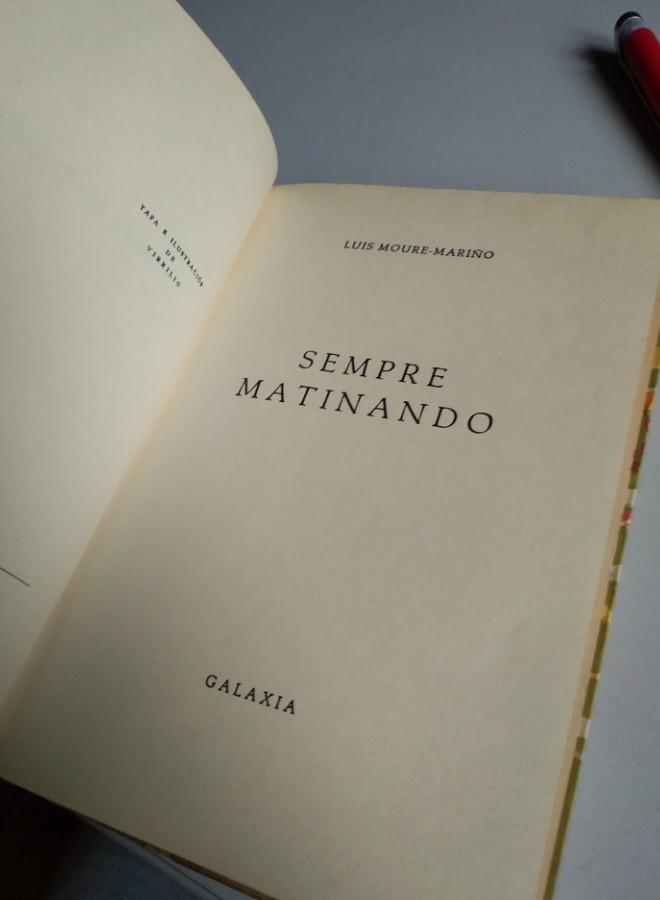 TAPA E ILUSTRACIÓN
DE
VIRXILIO
LUIS MOURE-MARIÑO
SEMPRE
MATINANDO
GALAXIA